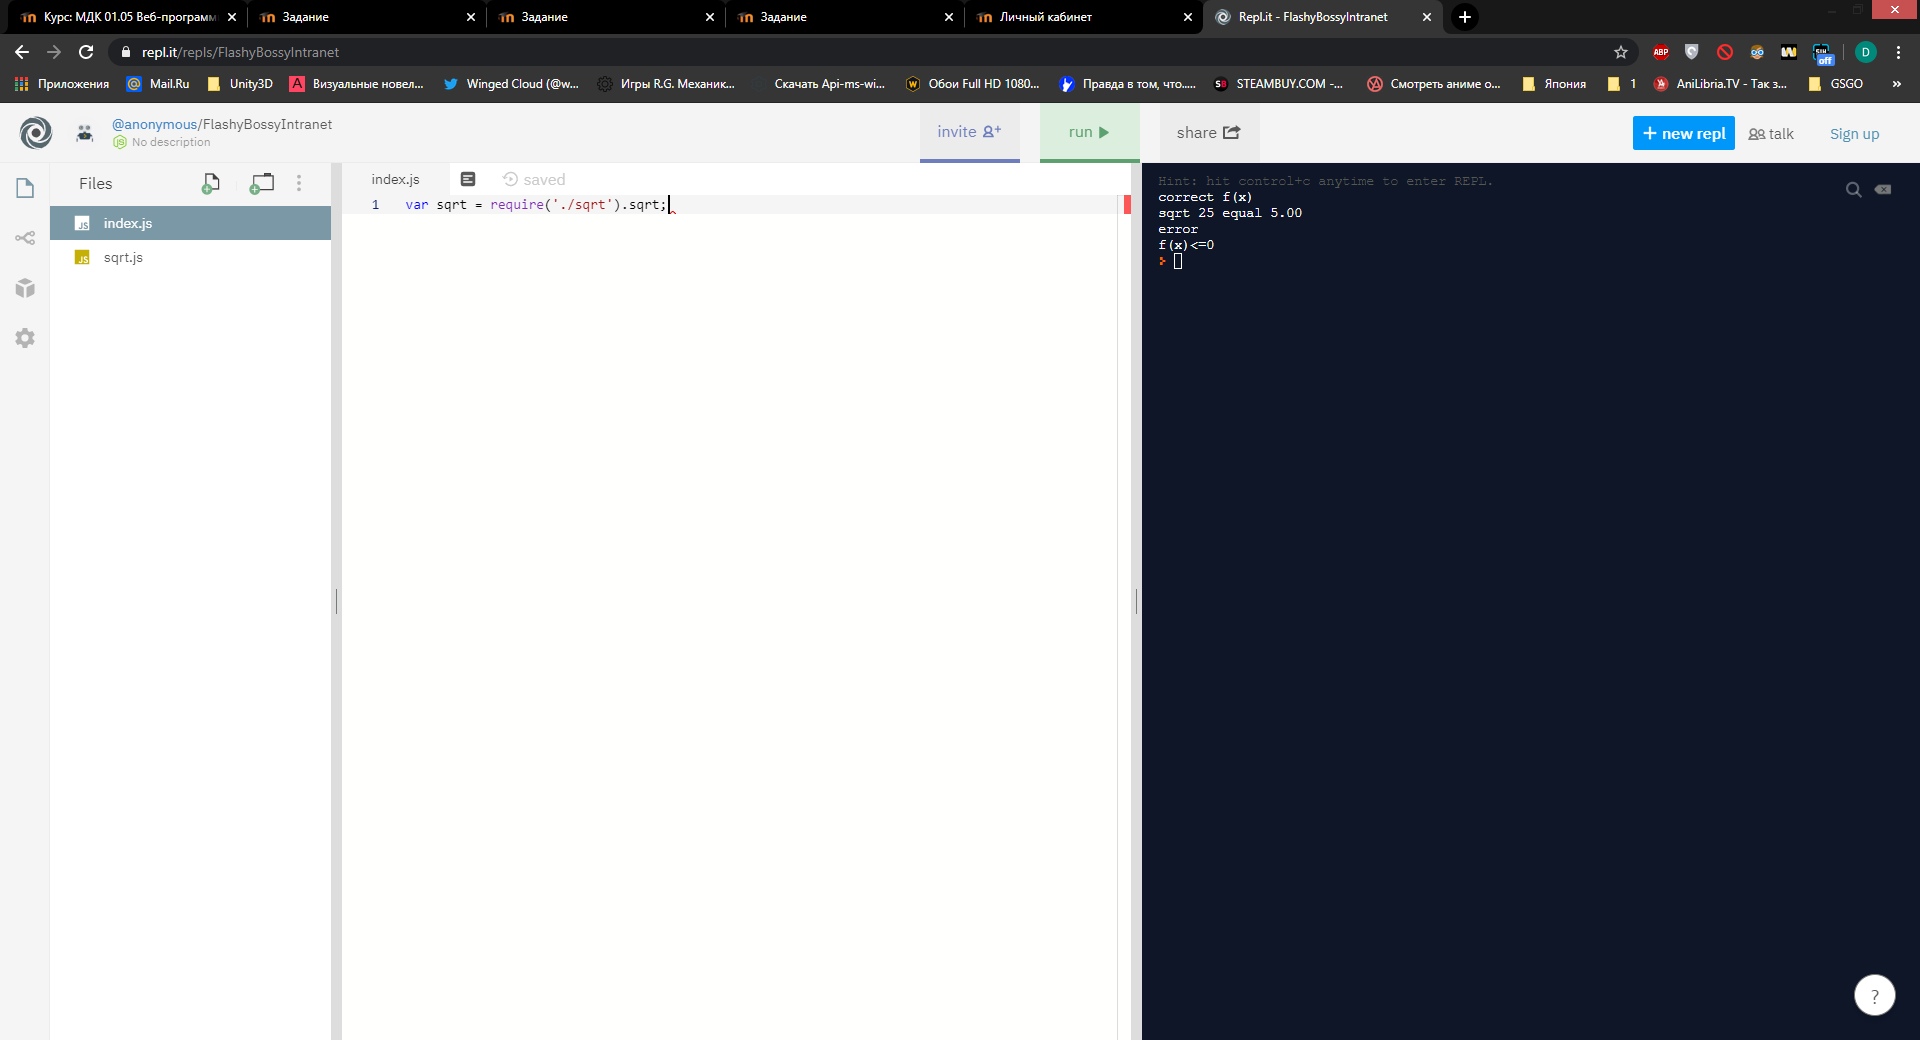 Курс: МДК 01.05 Веб-программ
Задание
Задание
Задание
Личный кабинет
Repl.it - FlashyBossyIntranet
repl.it/repls/FlashyBossyIntranet
ABP
off
D
Приложения
Mail.Ru
Unity3D
Визуальные новел...
Winged Cloud (@w...
Игры R.G. Механик...
Скачать Api-ms-wi...
Обои Full HD 1080...
Правда в том, что.....
STEAMBUY.COM -...
Смотреть аниме о...
Япония
1
AniLibria.TV - Так з...
GSGO
»
@anonymous/FlashyBossyIntranet
No description
invite
run
share
+ new repl
talk
Sign up
Files
index.js
saved
JS index.js
JS sqrt.js
1 var sqrt = require('./sqrt').sqrt;
Hint: hit control+c anytime to enter REPL.
correct f(x)
sqrt 25 equal 5.00
error
f(x)<=0
?